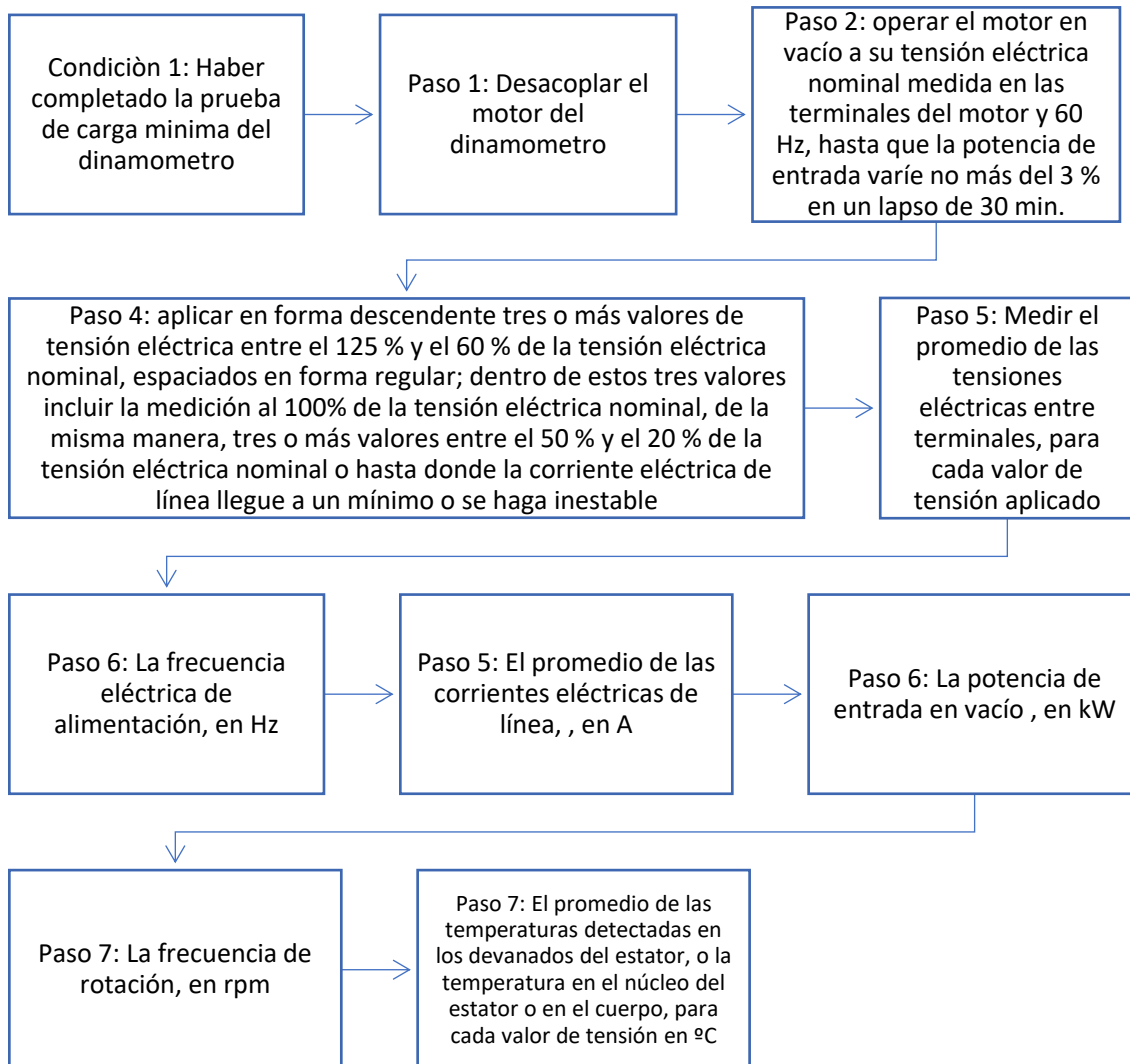 Condiciòn 1: Haber
completado la prueba
de carga minima del
dinamometro
Paso 1: Desacoplar el
motor del
dinamometro
Paso 2: operar el motor en
vacío a su tensión eléctrica
nominal medida en las
terminales del motor y 60
Hz, hasta que la potencia de
entrada varíe no más del 3 %
en un lapso de 30 min.
Paso 4: aplicar en forma descendente tres o más valores de
tensión eléctrica entre el 125 % y el 60 % de la tensión eléctrica
nominal, espaciados en forma regular; dentro de estos tres valores
incluir la medición al 100% de la tensión eléctrica nominal, de la
misma manera, tres o más valores entre el 50 % y el 20 % de la
tensión eléctrica nominal o hasta donde la corriente eléctrica de
línea llegue a un mínimo o se haga inestable
Paso 5: Medir el
promedio de las
tensiones
eléctricas entre
terminales, para
cada valor de
tensión aplicado
Paso 6: La frecuencia
eléctrica de
alimentación, en Hz
Paso 5: El promedio de las
corrientes eléctricas de
línea, , en A
Paso 6: La potencia de
entrada en vacío , en kW
Paso 7: La frecuencia de
rotación, en rpm
Paso 7: El promedio de las
temperaturas detectadas en
los devanados del estator, o la
temperatura en el núcleo del
estator o en el cuerpo, para
cada valor de tensión en ºC